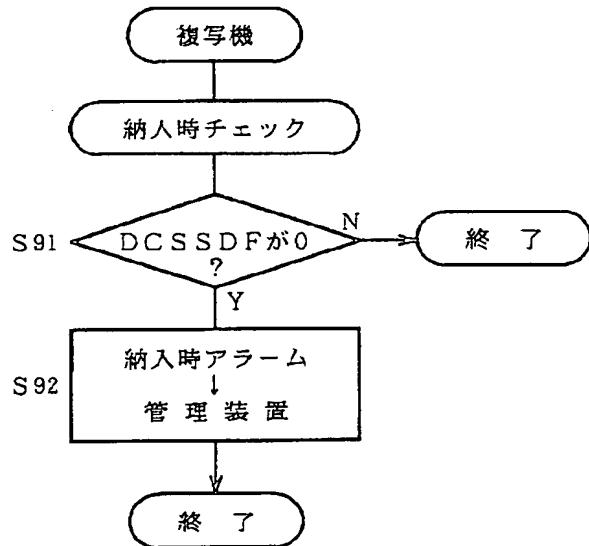 複写機
納入時チェック
S91
DCSSDFが0
?
N
終了
Y
S92
納入時アラーム
↓
管理装置
終了